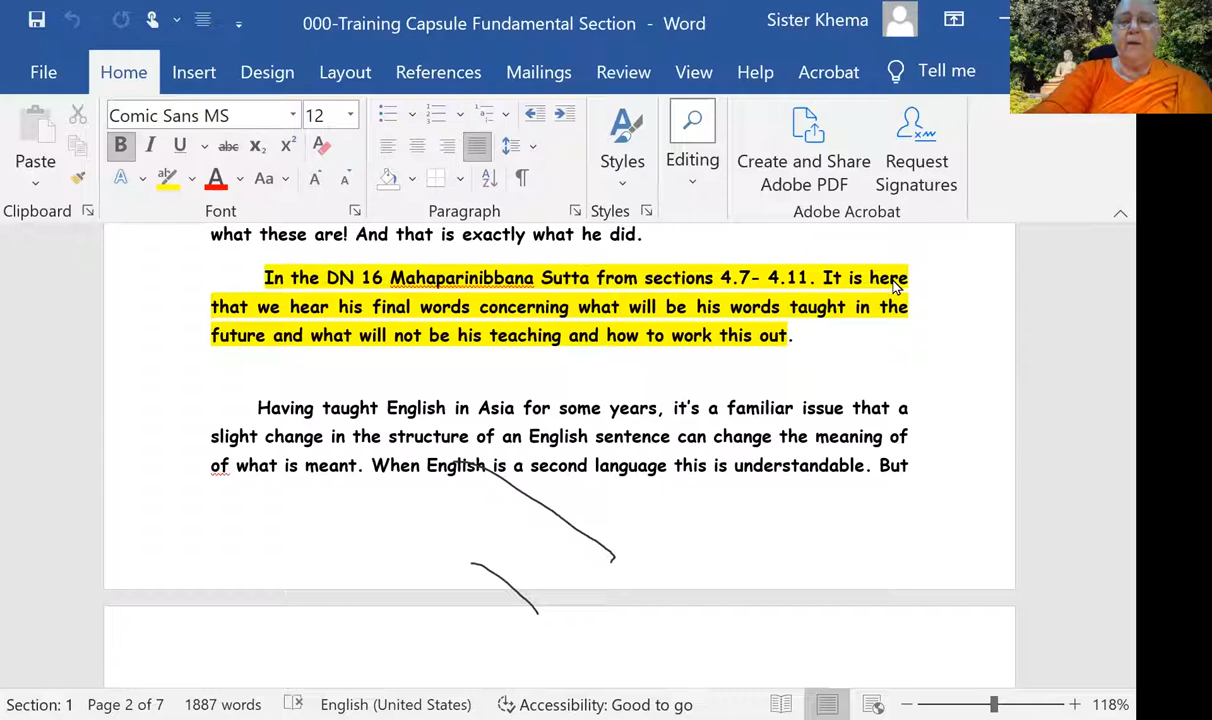 000-Training Capsule Fundamental Section - Word
Sister Khema
File Home Insert Design Layout References Mailings Review View Help Acrobat Tell me
Comic Sans MS 12
Paste
B I U abc x₂ x²
A A Aa A A
Styles
Editing
Create and Share
Adobe PDF
Request
Signatures
Clipboard Font Paragraph Styles Adobe Acrobat
what these are! And that is exactly what he did.
In the DN 16 Mahaparinibbana Sutta from sections 4.7- 4.11. It is here
that we hear his final words concerning what will be his words taught in the
future and what will not be his teaching and how to work this out.
Having taught English in Asia for some years, it's a familiar issue that a
slight change in the structure of an English sentence can change the meaning of
of what is meant. When English is a second language this is understandable. But
Section: 1 Page 2 of 7 1887 words English (United States) Accessibility: Good to go 118%